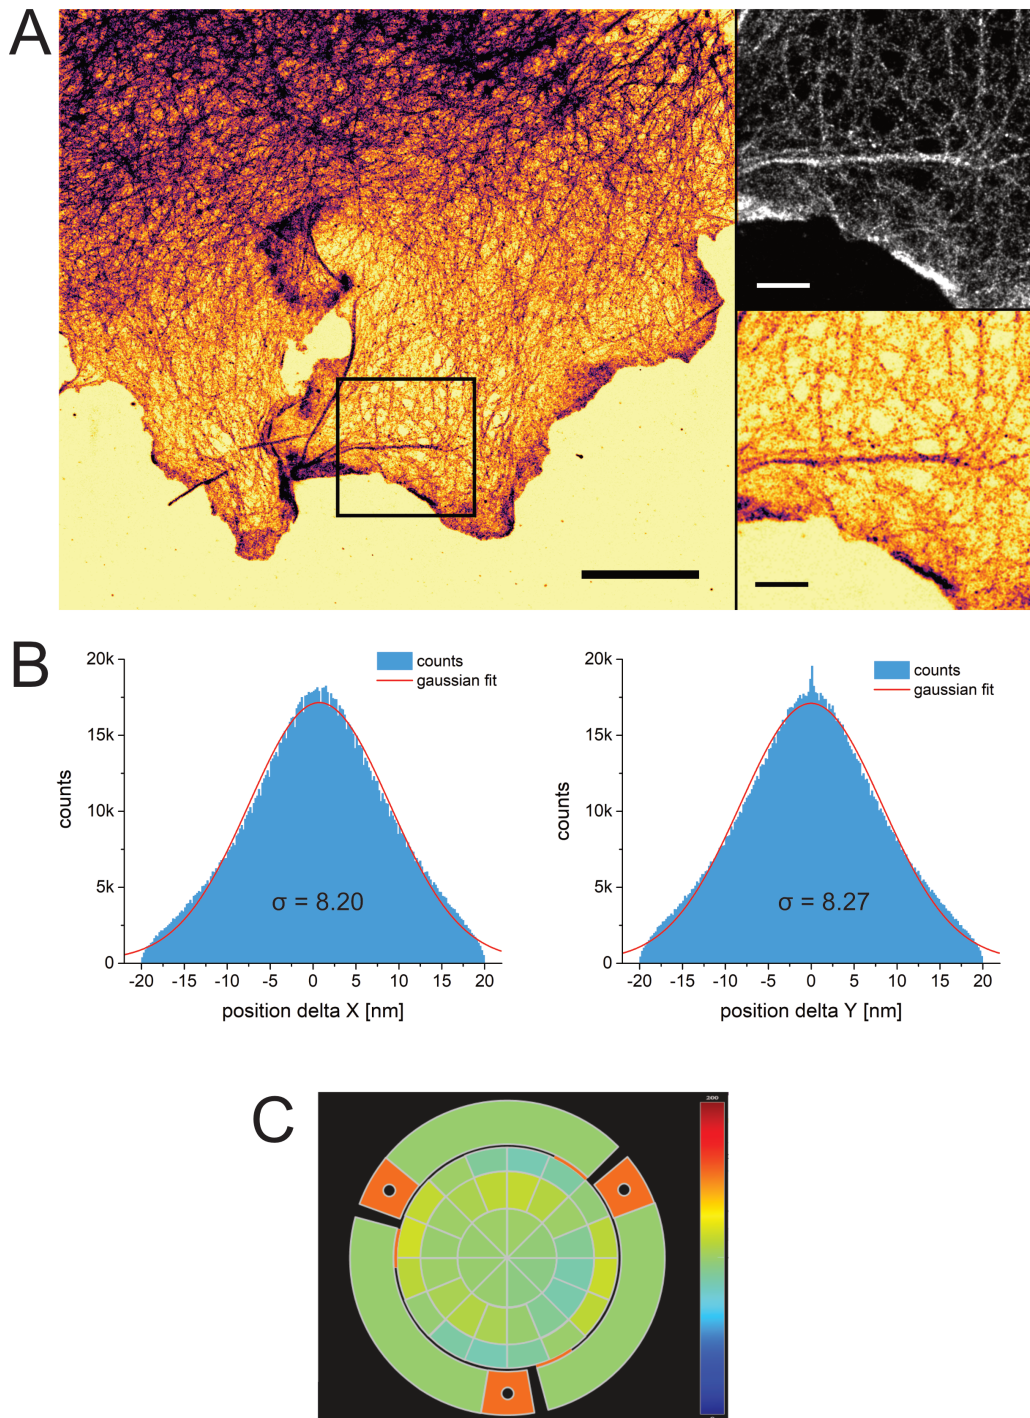 A
B
20k
15k
10k
5k
0
counts
counts
gaussian fit
σ = 8.20
-20 -15 -10 -5 0 5 10 15 20
position delta X [nm]
20k
15k
10k
5k
0
counts
counts
gaussian fit
σ = 8.27
-20 -15 -10 -5 0 5 10 15 20
position delta Y [nm]
C
200